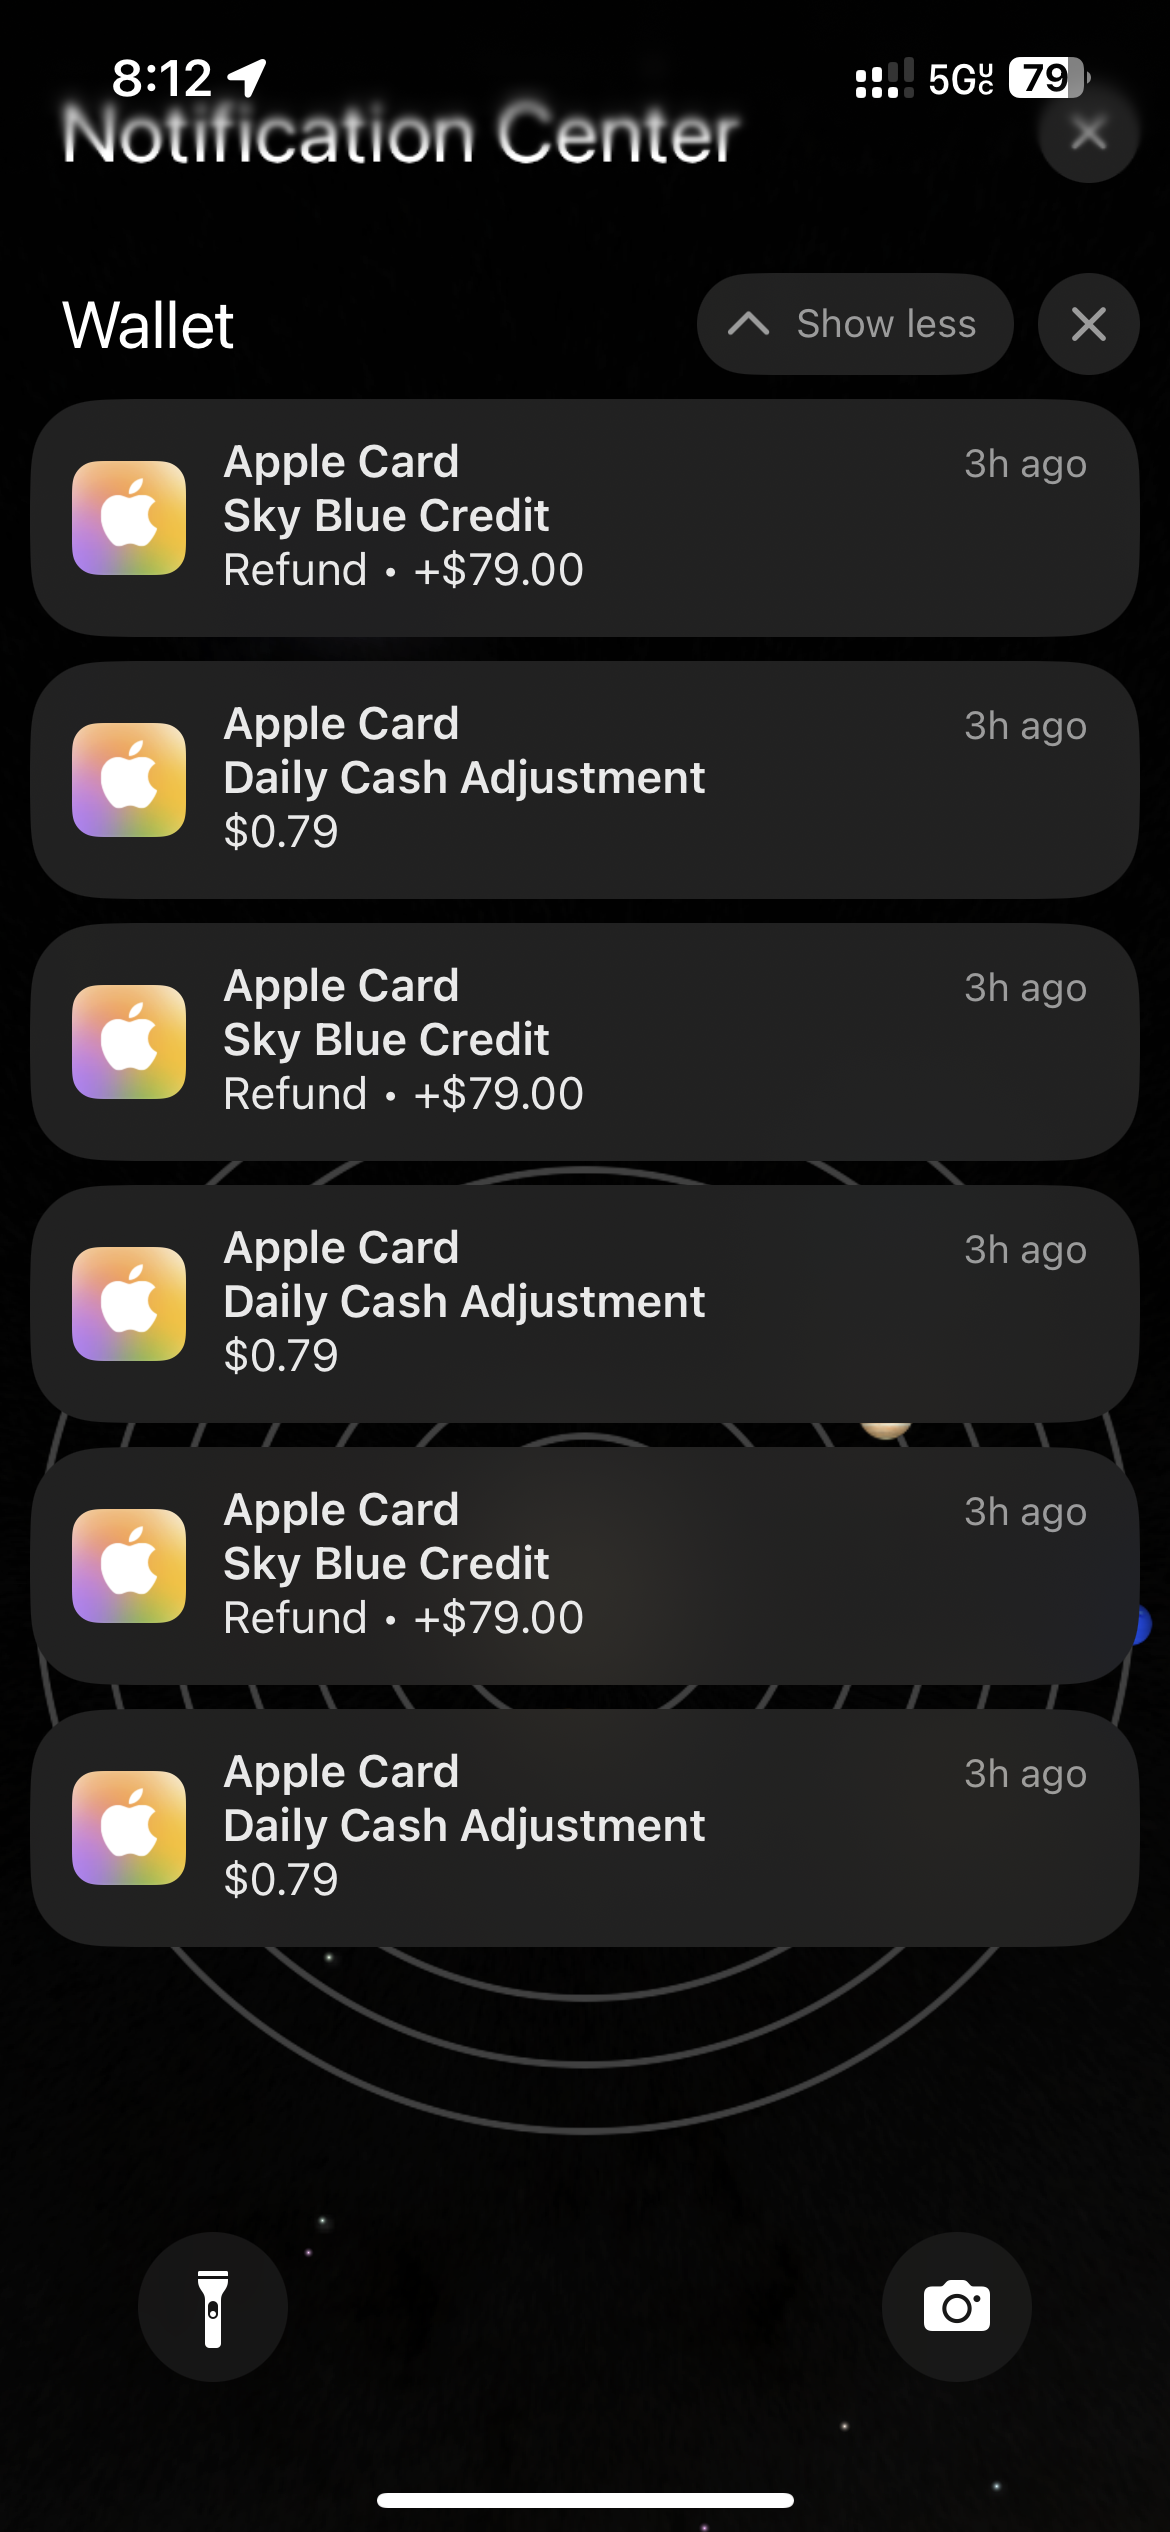 8:12
5GUC
79
Notification Center
Wallet
Show less
Apple Card
3h ago
Sky Blue Credit
Refund • +$79.00
Apple Card
3h ago
Daily Cash Adjustment
$0.79
Apple Card
3h ago
Sky Blue Credit
Refund • +$79.00
Apple Card
3h ago
Daily Cash Adjustment
$0.79
Apple Card
3h ago
Sky Blue Credit
Refund • +$79.00
Apple Card
3h ago
Daily Cash Adjustment
$0.79